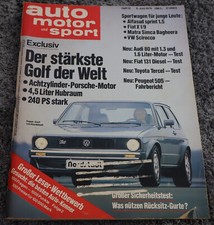 auto
motor
und
sport
Exclusiv
Der stärkste
Golf der Welt
• Achtzylinder-Porsche-Motor
• 4,5 Liter Hubraum
• 240 PS stark
Sportwagen für junge Leute:
• Alfasud sprint 1.5
• Fiat X 1/9
• Matra Simca Bagheera
• VW Scirocco
Neu: Audi 80 mit 1,3 und
1,6 Liter-Motor — Test
Neu: Fiat 131 Diesel — Test
Neu: Toyota Tercel — Test
Neu: Peugeot 505 —
Fahrbericht
Großer Leser-Wettbewerb
Großer Sicherheitstest:
Was nützen Rücksitz-Gurte?